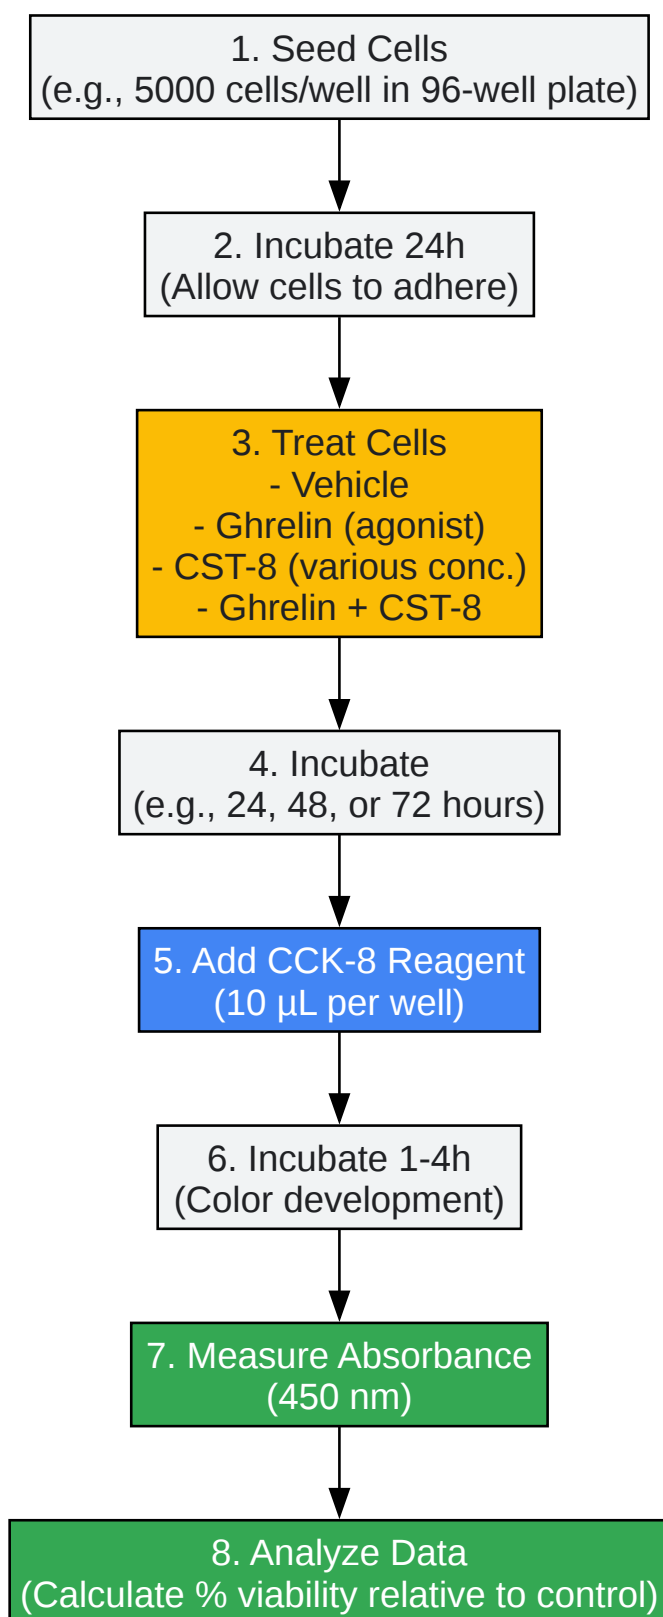 1. Seed Cells
(e.g., 5000 cells/well in 96-well plate)
2. Incubate 24h
(Allow cells to adhere)
3. Treat Cells
- Vehicle
- Ghrelin (agonist)
- CST-8 (various conc.)
- Ghrelin + CST-8
4. Incubate
(e.g., 24, 48, or 72 hours)
5. Add CCK-8 Reagent
(10 µL per well)
6. Incubate 1-4h
(Color development)
7. Measure Absorbance
(450 nm)
8. Analyze Data
(Calculate % viability relative to control)